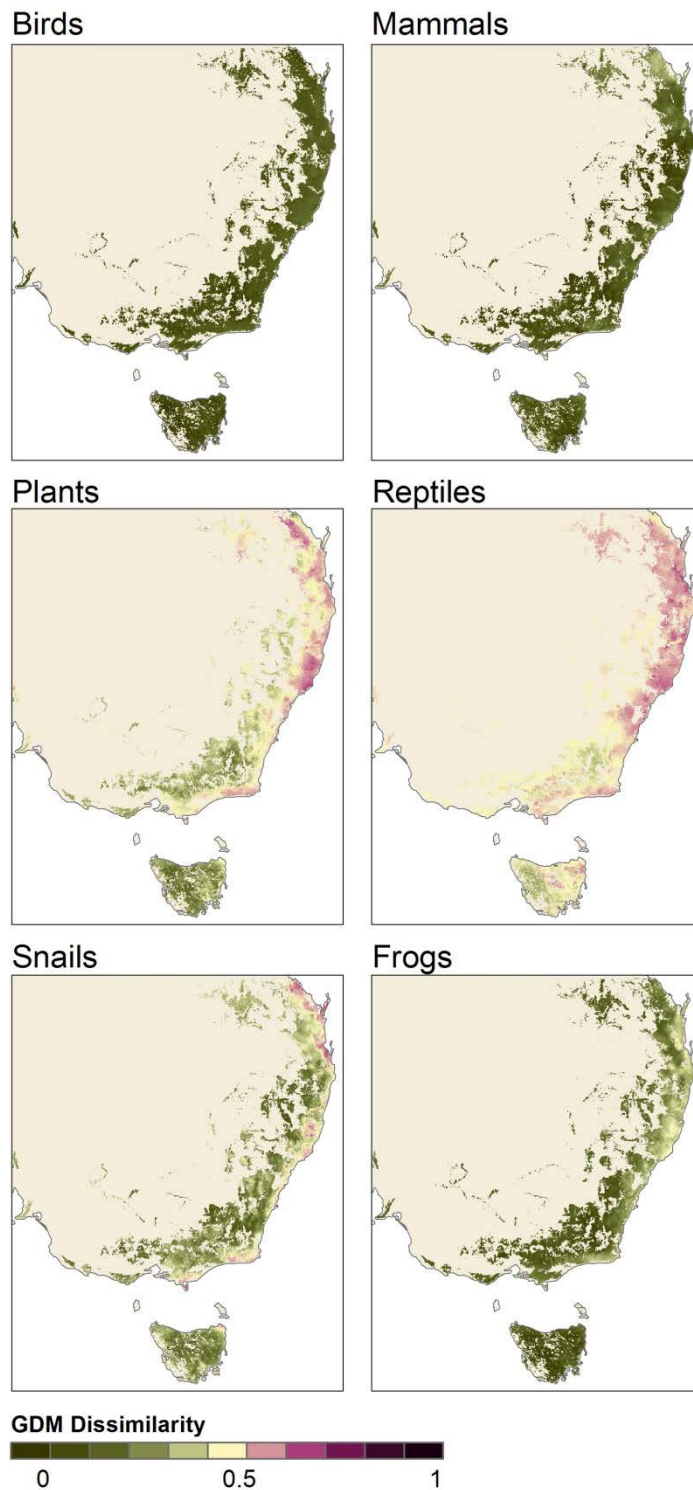 Birds
Mammals
Plants
Reptiles
Snails
Frogs
GDM Dissimilarity
0 0.5 1